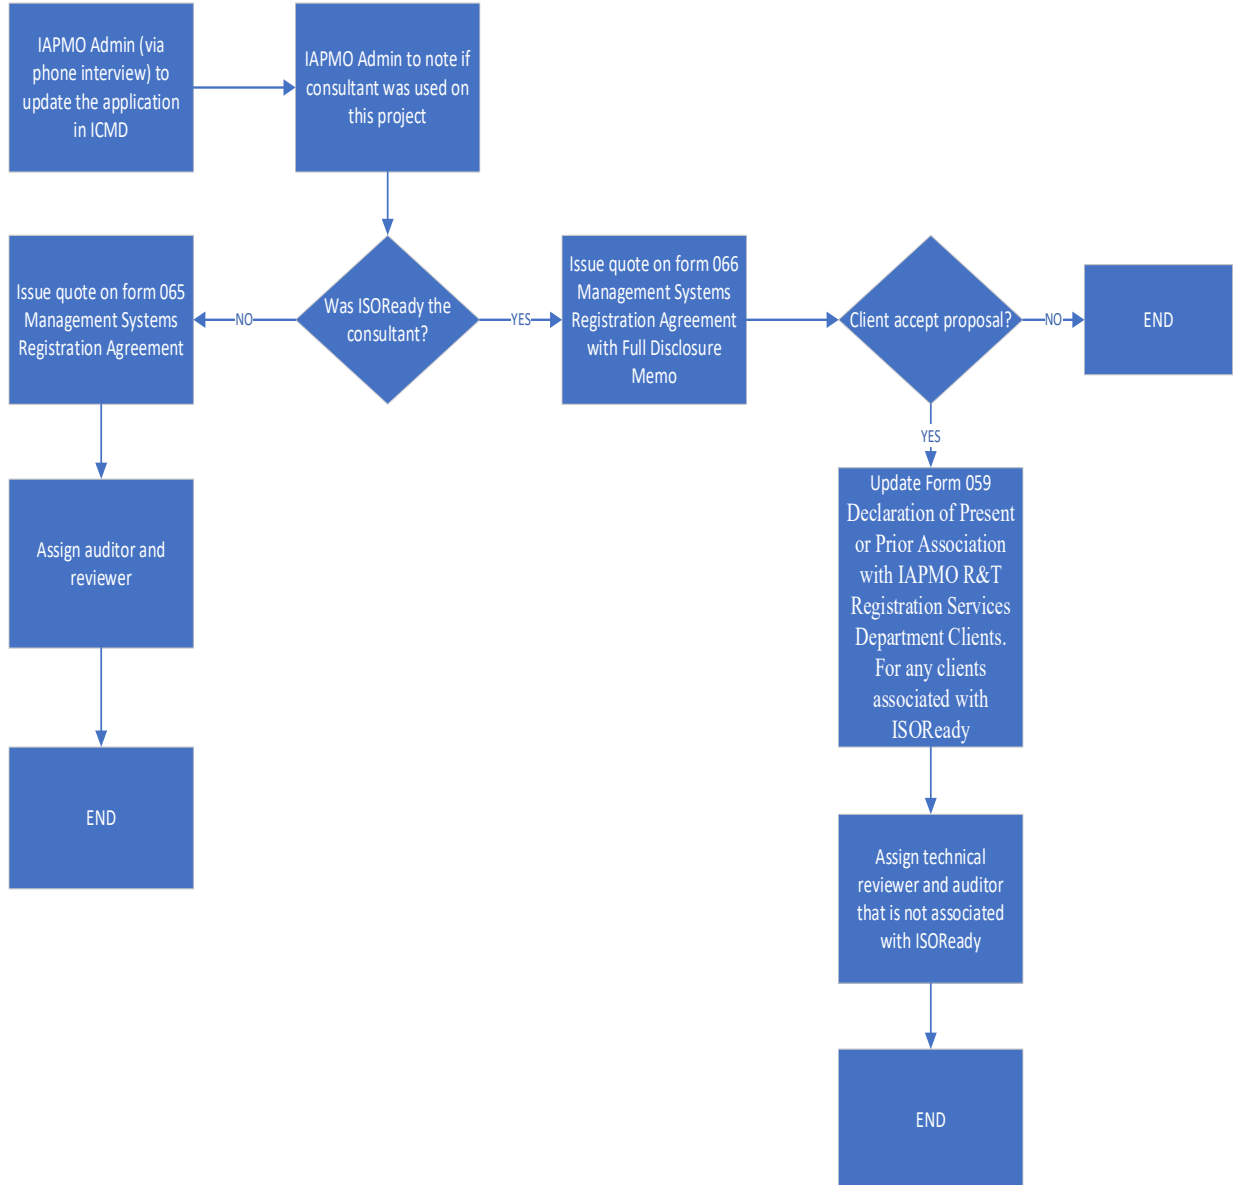 IAPMO Admin (via
phone interview) to
update the application
in ICMD
IAPMO Admin to note if
consultant was used on
this project
Issue quote on form 065
Management Systems
Registration Agreement
NO
Was ISOReady the
consultant?
YES
Issue quote on form 066
Management Systems
Registration Agreement
with Full Disclosure
Memo
Client accept proposal?
NO
END
YES
Update Form 059
Declaration of Present
or Prior Association
with IAPMO R&T
Registration Services
Department Clients.
For any clients
associated with
ISOReady
Assign auditor and
reviewer
END
Assign technical
reviewer and auditor
that is not associated
with ISOReady
END